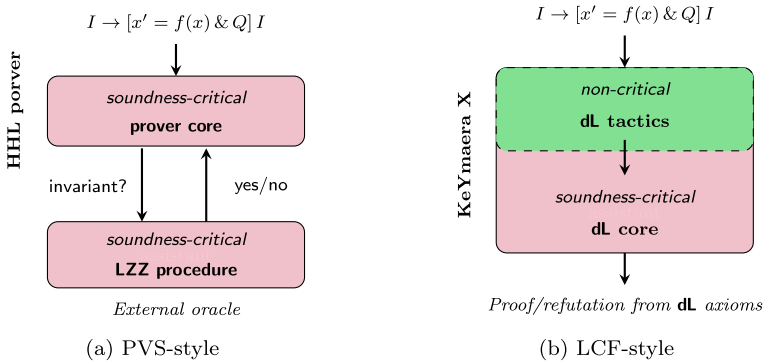 I → [x′ = f(x) & Q] I
HHL porver
soundness-critical
prover core
invariant?
yes/no
soundness-critical
LZZ procedure
External oracle
(a) PVS-style
I → [x′ = f(x) & Q] I
KeYmaera X
non-critical
dL tactics
soundness-critical
dL core
Proof/refutation from dL axioms
(b) LCF-style